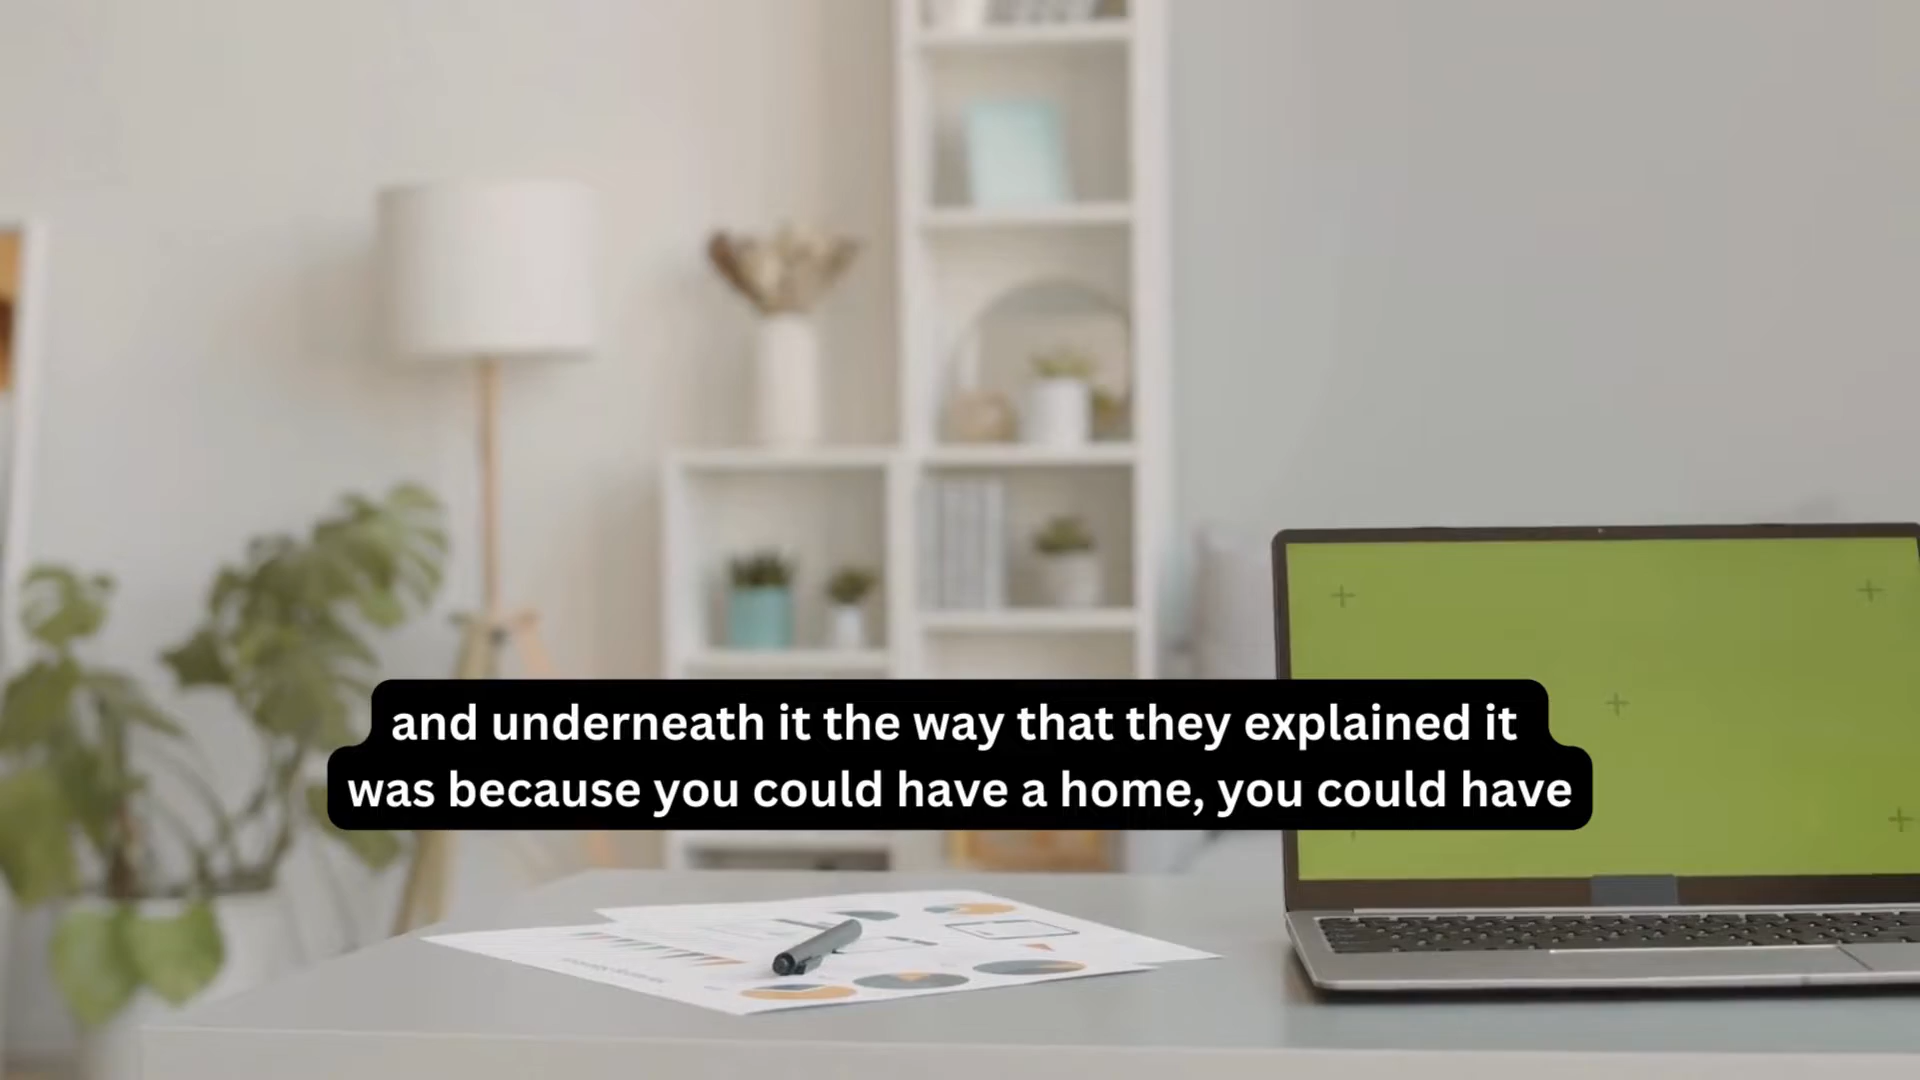 and underneath it the way that they explained it
was because you could have a home, you could have